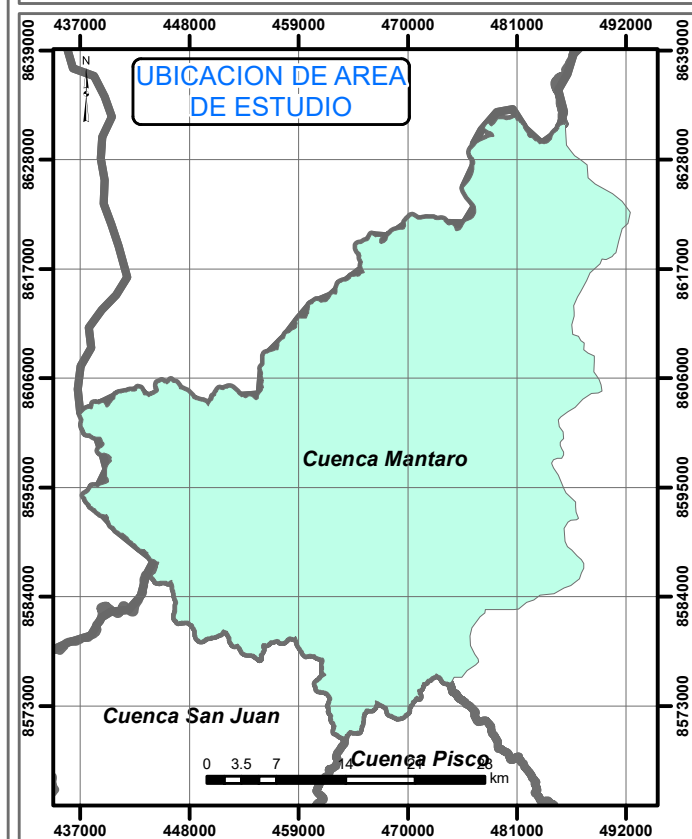 437000 448000 459000 470000 481000 492000
8639000 8639000
N
UBICACION DE AREA
DE ESTUDIO
8628000 8628000
8617000 8617000
8606000 8606000
Cuenca Mantaro
8595000 8595000
8584000 8584000
8573000 8573000
Cuenca San Juan
Cuenca Pisco
0 3.5 7 14 21 28
km
437000 448000 459000 470000 481000 492000